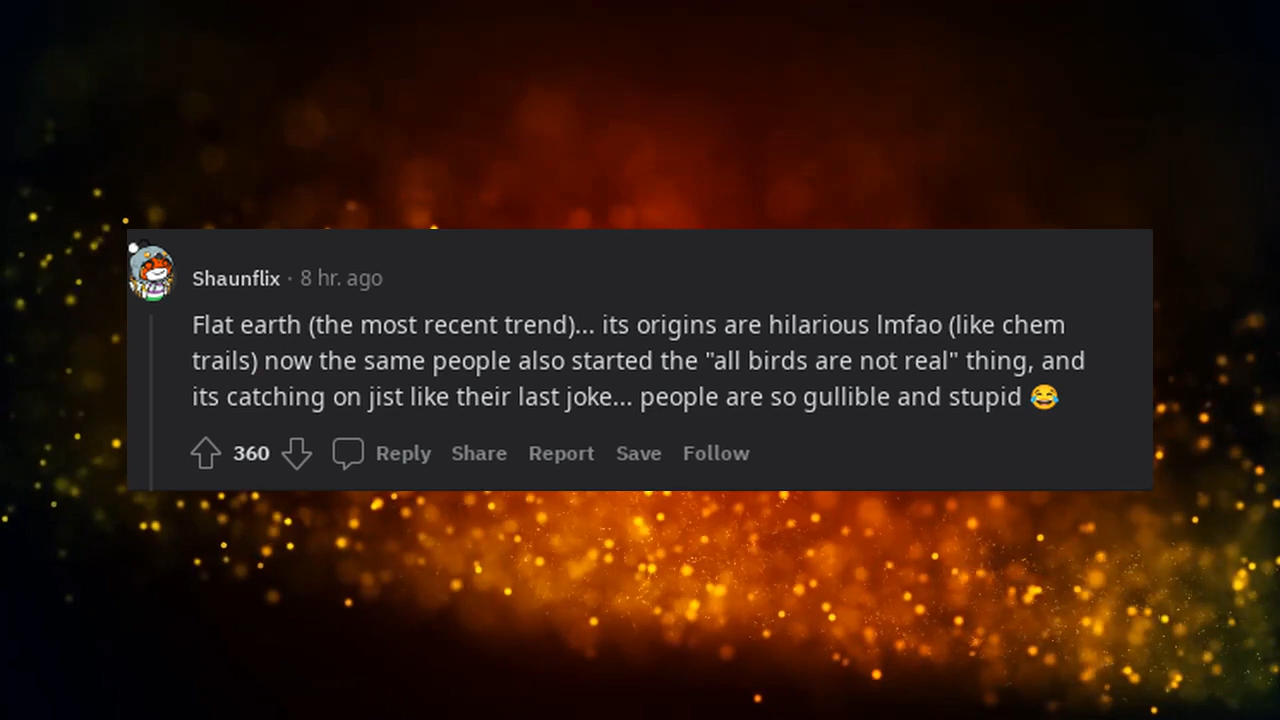 Shaunflix · 8 hr. ago
Flat earth (the most recent trend)... its origins are hilarious lmfao (like chem
trails) now the same people also started the "all birds are not real" thing, and
its catching on jist like their last joke... people are so gullible and stupid 😂
360 Reply Share Report Save Follow